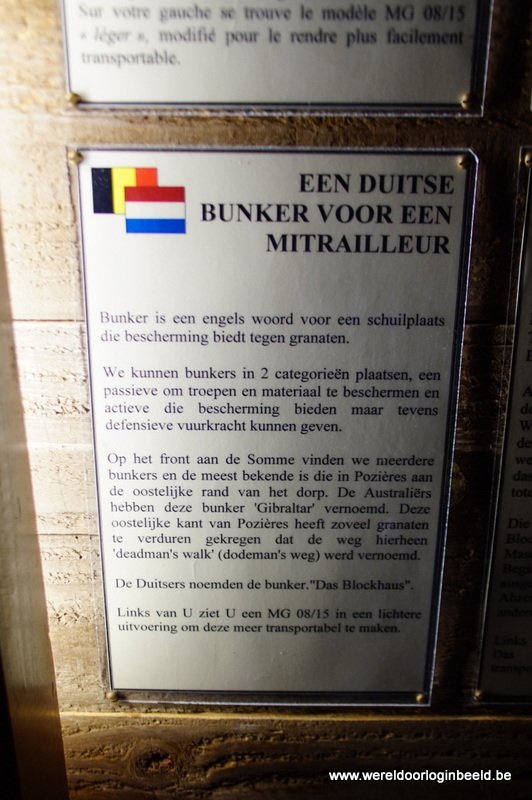 Sur votre gauche se trouve le modèle MG 08/15
« léger », modifié pour le rendre plus facilement
transportable.
EEN DUITSE
BUNKER VOOR EEN
MITRAILLEUR
Bunker is een engels woord voor een schuilplaats
die bescherming biedt tegen granaten.
We kunnen bunkers in 2 categorieën plaatsen, een
passieve om troepen en materiaal te beschermen en
actieve die bescherming bieden maar tevens
defensieve vuurkracht kunnen geven.
Op het front aan de Somme vinden we meerdere
bunkers en de meest bekende is die in Pozières aan
de oostelijke rand van het dorp. De Australiërs
hebben deze bunker 'Gibraltar' vernoemd. Deze
oostelijke kant van Pozières heeft zoveel granaten
te verduren gekregen dat de weg hierheen
'deadman's walk' (dodeman's weg) werd vernoemd.
De Duitsers noemden de bunker."Das Blockhaus".
Links van U ziet U een MG 08/15 in een lichtere
uitvoering om deze meer transportabel te maken.
Die
Links
Das
www.wereldoorloginbeeld.be